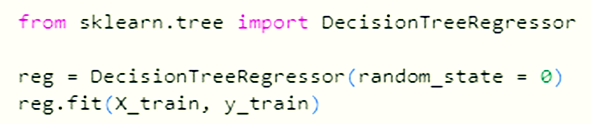 from sklearn.tree import DecisionTreeRegressor
reg = DecisionTreeRegressor(random_state = 0)
reg.fit(X_train, y_train)